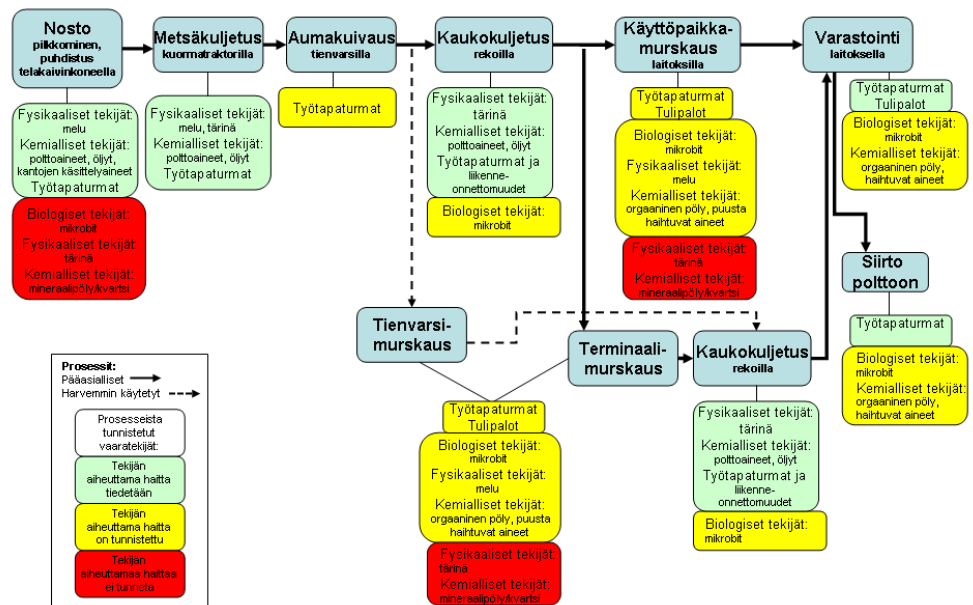 Nosto
pilkkominen,
puhdistus
telakaivinkoneella
Metsäkuljetus
kuormatraktorilla
Aumakuivaus
tienvarsilla
Kaukokuljetus
rekoilla
Käyttöpaikka-
murskaus
laitoksilla
Varastointi
laitoksella
Fysikaaliset tekijät:
melu
Kemialliset tekijät:
polttoaineet, öljyt,
kantojen käsittelyaineet
Työtapaturmat
Biologiset tekijät:
mikrobit
Fysikaaliset tekijät:
tärinä
Kemialliset tekijät:
mineraalipöly/kvartsi
Fysikaaliset tekijät:
melu, tärinä
Kemialliset tekijät:
polttoaineet, öljyt
Työtapaturmat
Työtapaturmat
Fysikaaliset tekijät:
tärinä
Kemialliset tekijät:
polttoaineet, öljyt
Työtapaturmat ja
liikenne-
onnettomuudet
Biologiset tekijät:
mikrobit
Työtapaturmat
Tulipalot
Biologiset tekijät:
mikrobit
Fysikaaliset tekijät:
melu
Kemialliset tekijät:
orgaaninen pöly, puusta
haihtuvat aineet
Fysikaaliset tekijät:
tärinä
Kemialliset tekijät:
mineraalipöly/kvartsi
Työtapaturmat
Tulipalot
Biologiset tekijät:
mikrobit
Kemialliset tekijät:
orgaaninen pöly,
haihtuvat aineet
Siirto
polttoon
Työtapaturmat
Biologiset tekijät:
mikrobit
Kemialliset tekijät:
orgaaninen pöly,
haihtuvat aineet
Tienvarsi-
murskaus
Terminaali-
murskaus
Kaukokuljetus
rekoilla
Työtapaturmat
Tulipalot
Biologiset tekijät:
mikrobit
Fysikaaliset tekijät:
melu
Kemialliset tekijät:
orgaaninen pöly, puusta
haihtuvat aineet
Fysikaaliset tekijät:
tärinä
Kemialliset tekijät:
mineraalipöly/kvartsi
Fysikaaliset tekijät:
tärinä
Kemialliset tekijät:
polttoaineet, öljyt
Työtapaturmat ja
liikenne-
onnettomuudet
Biologiset tekijät:
mikrobit
Prosessit:
Pääasialliset
Harvemmin käytetyt
Prosesseista
tunnistetut
vaaratekijät:
Tekijän
aiheuttama haitta
tiedetään
Tekijän
aiheuttama haitta
on tunnistettu
Tekijän
aiheuttamaa haittaa
ei tunneta